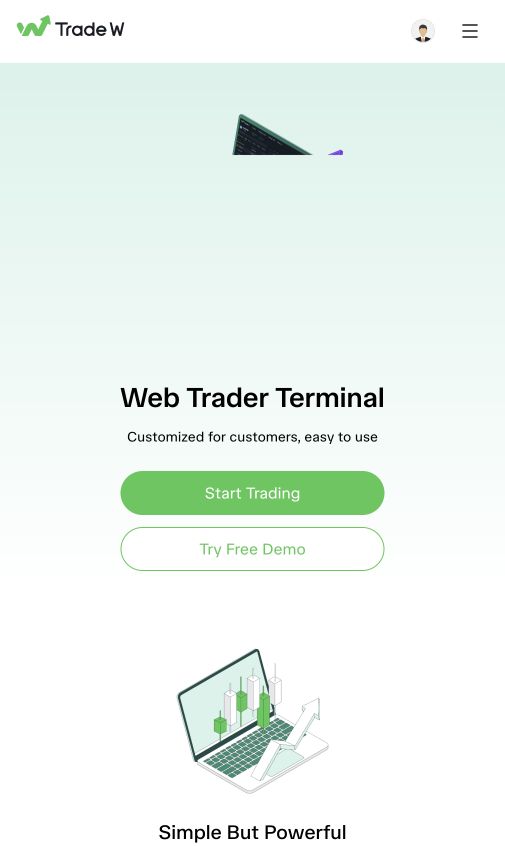 Trade W
Web Trader Terminal
Customized for customers, easy to use
Start Trading
Try Free Demo
Simple But Powerful